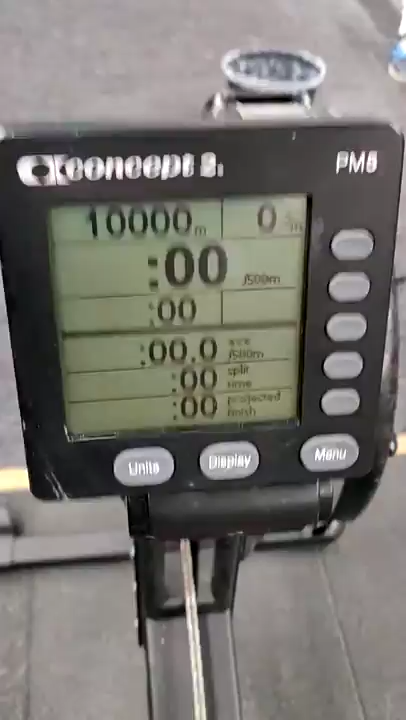 concept 2.
PM5
10000m 0 s/m
:00 /500m
:00
:00.0 ave /500m
:00 split time
:00 projected finish
Units Display Menu